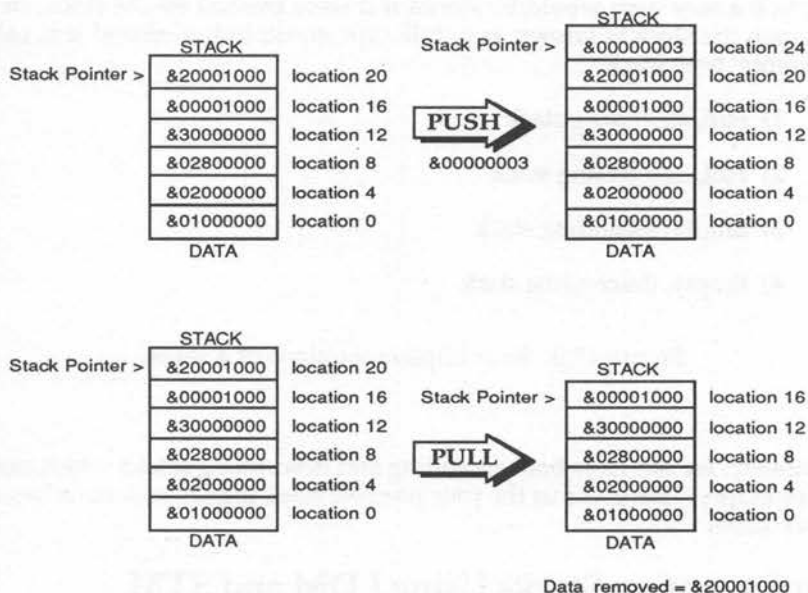 STACK
Stack Pointer > &20001000 location 20
&00001000 location 16
&30000000 location 12
&02800000 location 8
&02000000 location 4
&01000000 location 0
DATA
PUSH
&00000003
STACK
Stack Pointer > &00000003 location 24
&20001000 location 20
&00001000 location 16
&30000000 location 12
&02800000 location 8
&02000000 location 4
&01000000 location 0
DATA
STACK
Stack Pointer > &20001000 location 20
&00001000 location 16
&30000000 location 12
&02800000 location 8
&02000000 location 4
&01000000 location 0
DATA
PULL
STACK
Stack Pointer > &00001000 location 16
&30000000 location 12
&02800000 location 8
&02000000 location 4
&01000000 location 0
DATA
Data removed = &20001000